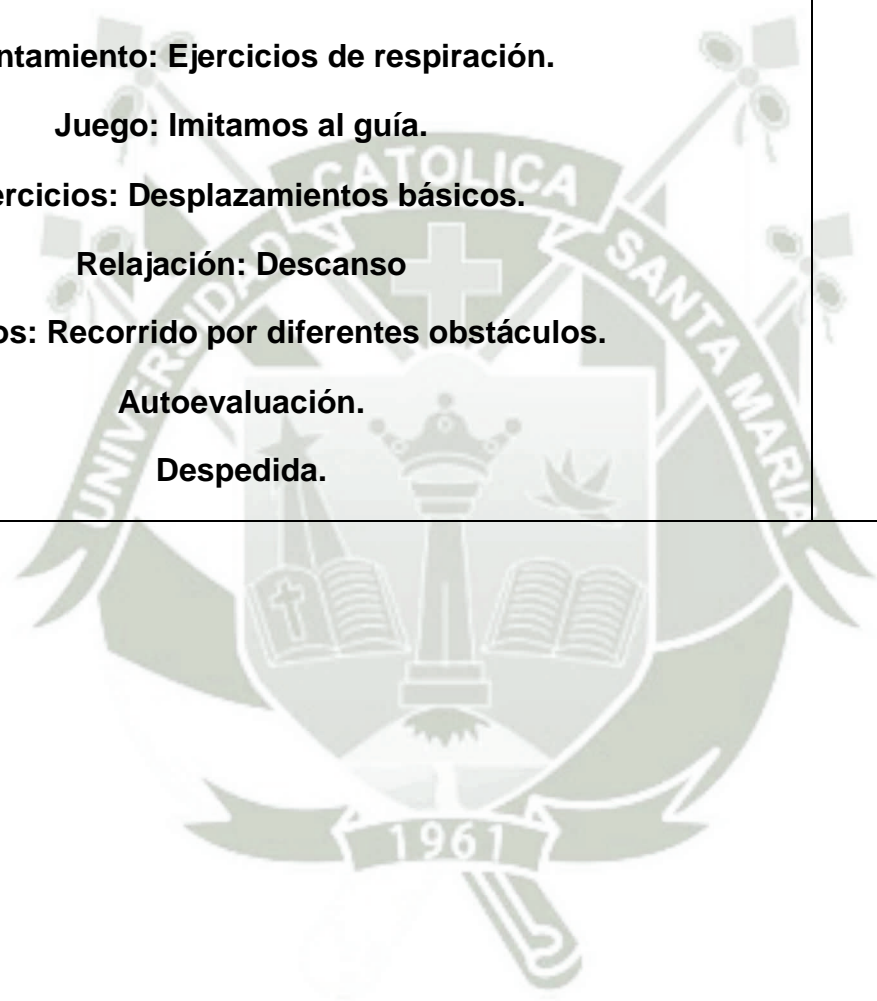 ntamiento: Ejercicios de respiración.
Juego: Imitamos al guía.
ercicios: Desplazamientos básicos.
Relajación: Descanso
os: Recorrido por diferentes obstáculos.
Autoevaluación.
Despedida.
UNIVERSIDAD CATOLICA SANTA MARIA
1961